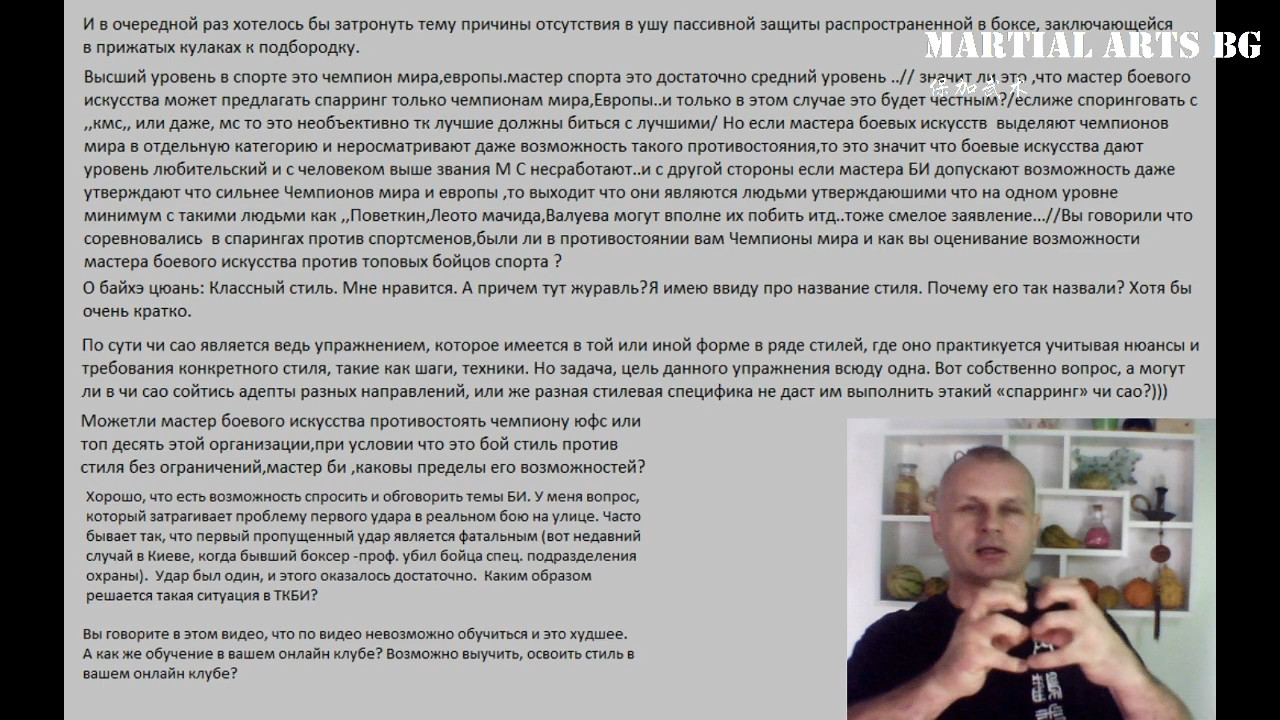 И в очередной раз хотелось бы затронуть тему причины отсутствия в ушу пассивной защиты распространенной в боксе, заключающейся
в прижатых кулаках к подбородку.
MARTIAL ARTS BG
保加武术
Высший уровень в спорте это чемпион мира,европы.мастер спорта это достаточно средний уровень ..// значит ли это ,что мастер боевого
искусства может предлагать спарринг только чемпионам мира,Европы..и только в этом случае это будет честным?/еслиже споринговать с
,,кмс,, или даже, мс то это необъективно тк лучшие должны биться с лучшими/ Но если мастера боевых искусств выделяют чемпионов
мира в отдельную категорию и неросматривают даже возможность такого противостояния,то это значит что боевые искусства дают
уровень любительский и с человеком выше звания М С несработают..и с другой стороны если мастера БИ допускают возможность даже
утверждают что сильнее Чемпионов мира и европы ,то выходит что они являются людьми утверждаюшими что на одном уровне
минимум с такими людьми как ,,Поветкин,Леото мачида,Валуева могут вполне их побить итд..тоже смелое заявление...//Вы говорили что
соревновались в спарингах против спортсменов,были ли в противостоянии вам Чемпионы мира и как вы оценивание возможности
мастера боевого искусства против топовых бойцов спорта ?
О байхэ цюань: Классный стиль. Мне нравится. А причем тут журавль?Я имею ввиду про название стиля. Почему его так назвали? Хотя бы
очень кратко.
По сути чи сао является ведь упражнением, которое имеется в той или иной форме в ряде стилей, где оно практикуется учитывая нюансы и
требования конкретного стиля, такие как шаги, техники. Но задача, цель данного упражнения всюду одна. Вот собственно вопрос, а могут
ли в чи сао сойтись адепты разных направлений, или же разная стилевая специфика не даст им выполнить этакий «спарринг» чи сао?)))
Можетли мастер боевого искусства противостоять чемпиону юфс или
топ десять этой организации,при условии что это бой стиль против
стиля без ограничений,мастер би ,каковы пределы его возможностей?
Хорошо, что есть возможность спросить и обговорить темы БИ. У меня вопрос,
который затрагивает проблему первого удара в реальном бою на улице. Часто
бывает так, что первый пропущенный удар является фатальным (вот недавний
случай в Киеве, когда бывший боксер -проф. убил бойца спец. подразделения
охраны). Удар был один, и этого оказалось достаточно. Каким образом
решается такая ситуация в ТКБИ?
Вы говорите в этом видео, что по видео невозможно обучиться и это худшее.
А как же обучение в вашем онлайн клубе? Возможно выучить, освоить стиль в
вашем онлайн клубе?